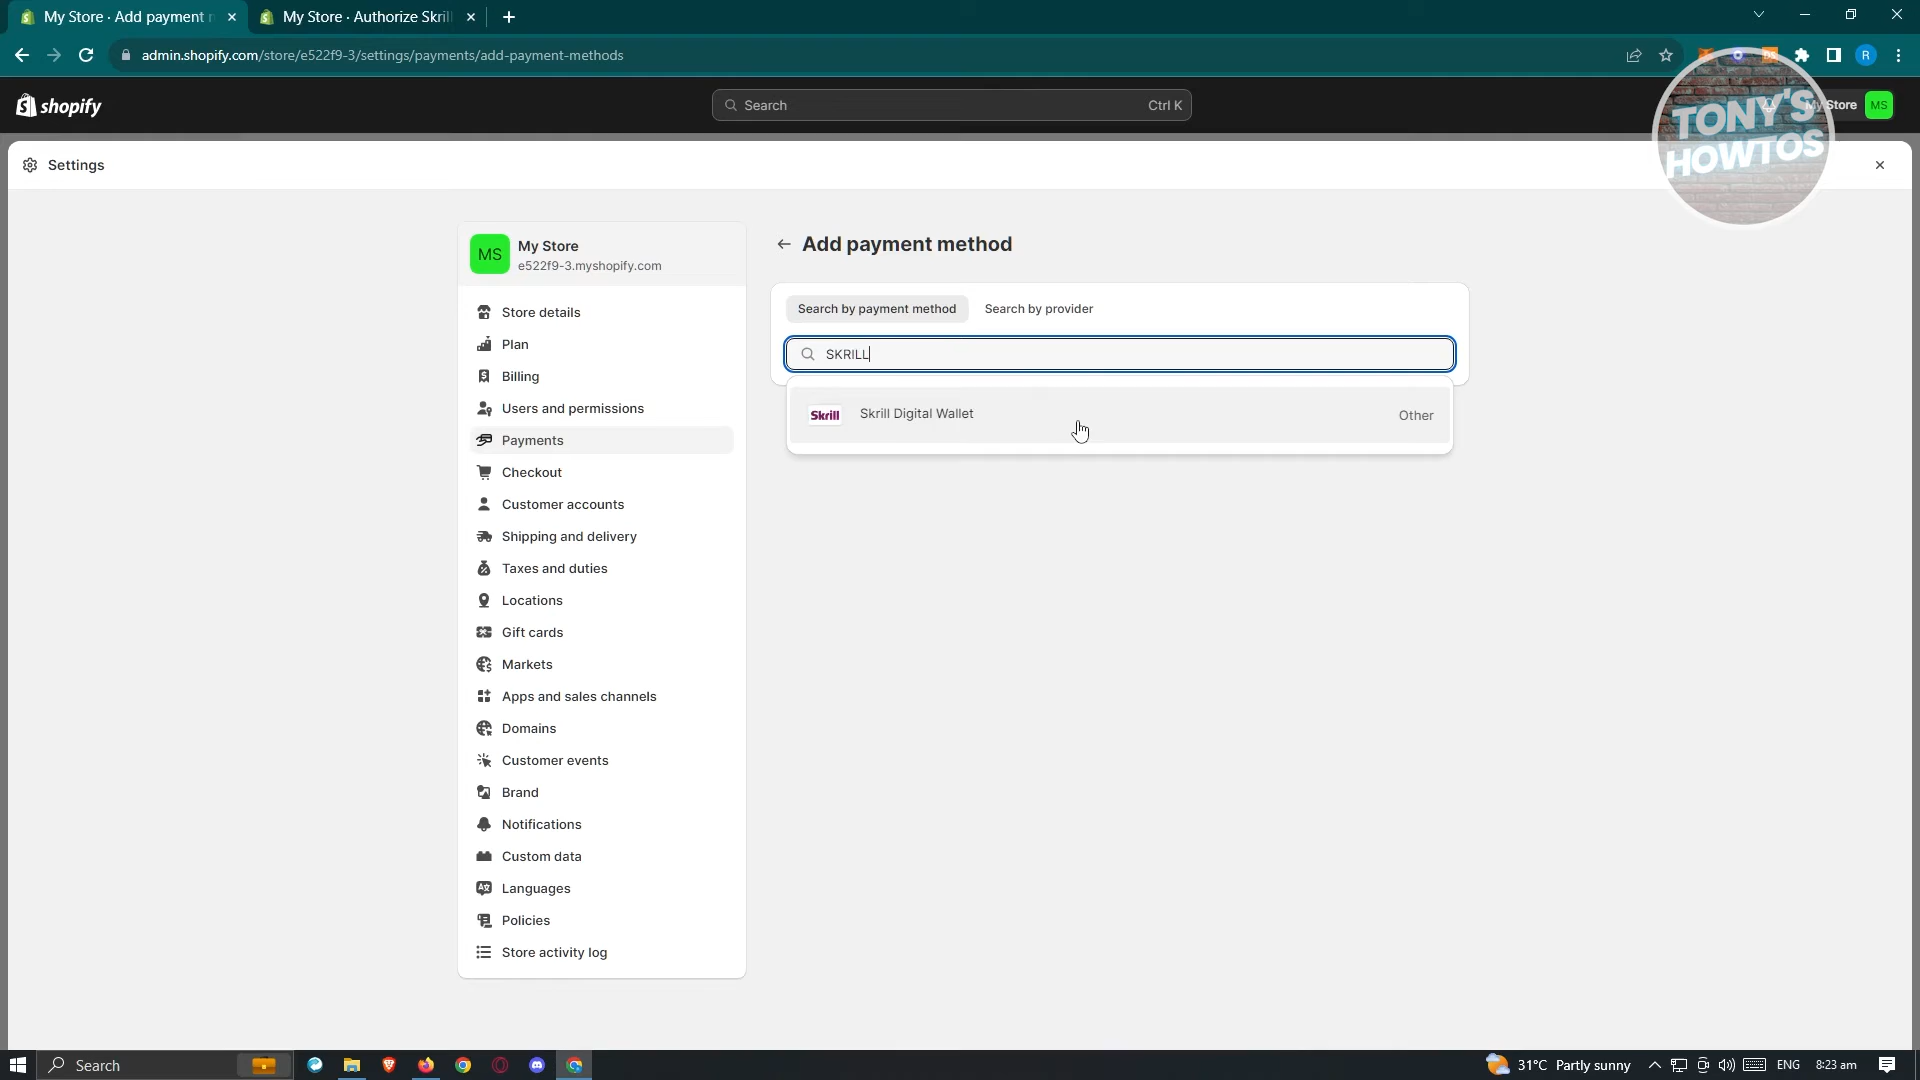 My Store · Add payment
My Store · Authorize Skrill
admin.shopify.com/store/e522f9-3/settings/payments/add-payment-methods
R
shopify
Search
Ctrl K
My Store
MS
TONY'S
HOWTOS
Settings
MS
My Store
e522f9-3.myshopify.com
Store details
Plan
Billing
Users and permissions
Payments
Checkout
Customer accounts
Shipping and delivery
Taxes and duties
Locations
Gift cards
Markets
Apps and sales channels
Domains
Customer events
Brand
Notifications
Custom data
Languages
Policies
Store activity log
Add payment method
Search by payment method
Search by provider
SKRILL
Skrill
Skrill Digital Wallet
Other
Search
31°C Partly sunny
ENG
8:23 am